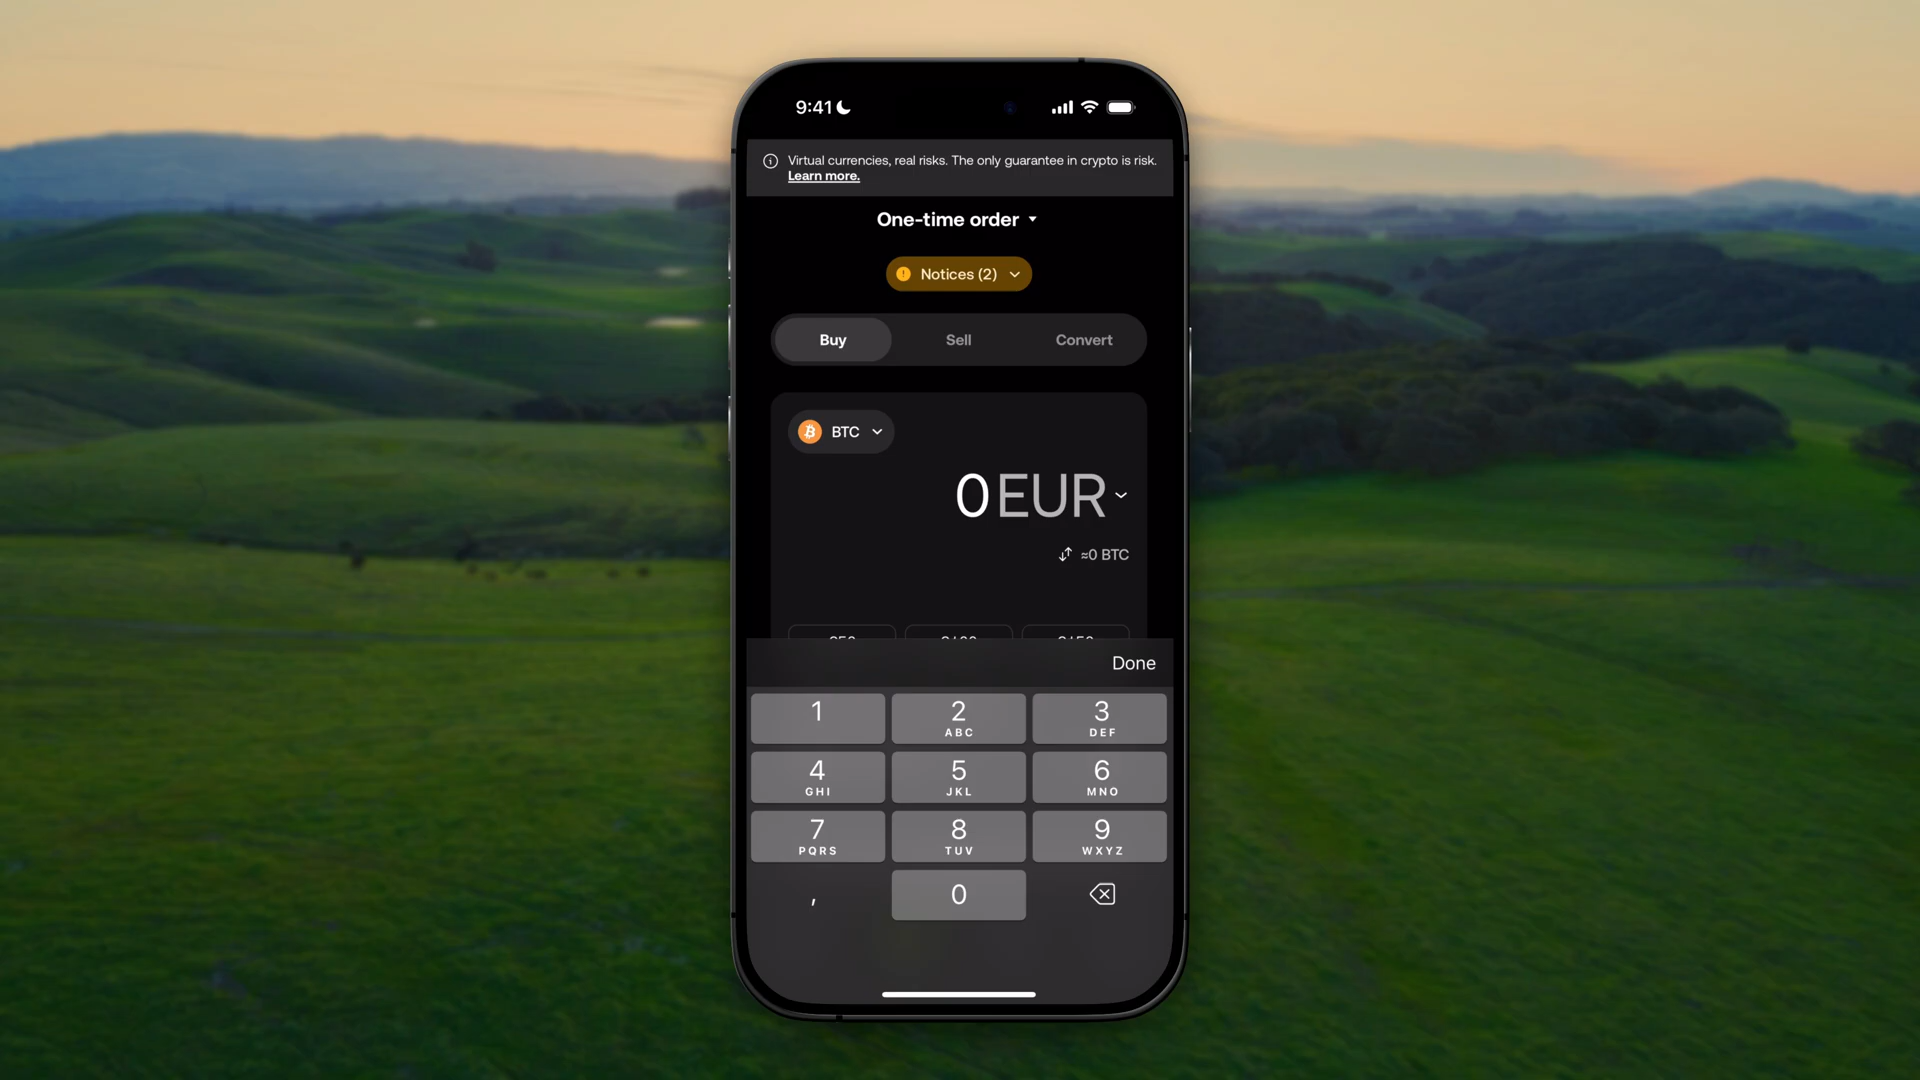 9:41
Virtual currencies, real risks. The only guarantee in crypto is risk.
Learn more.
One-time order
Notices (2)
Buy Sell Convert
BTC
0 EUR
≈0 BTC
Done
1 2 3
ABC DEF
4 5 6
GHI JKL MNO
7 8 9
PQRS TUV WXYZ
, 0